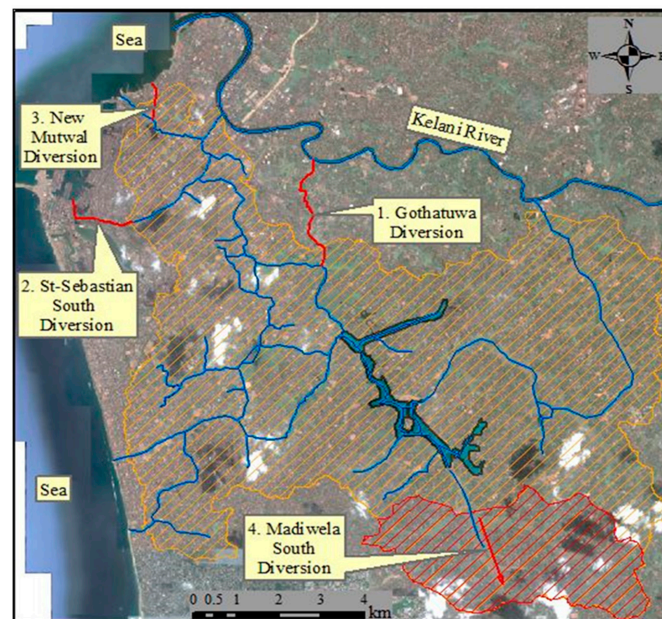 Sea
N
W
E
S
3. New
Mutwal
Diversion
Kelani River
1. Gothatuwa
Diversion
2. St-Sebastian
South
Diversion
Sea
4. Madiwela
South
Diversion
0 0.5 1 2 3 4
km